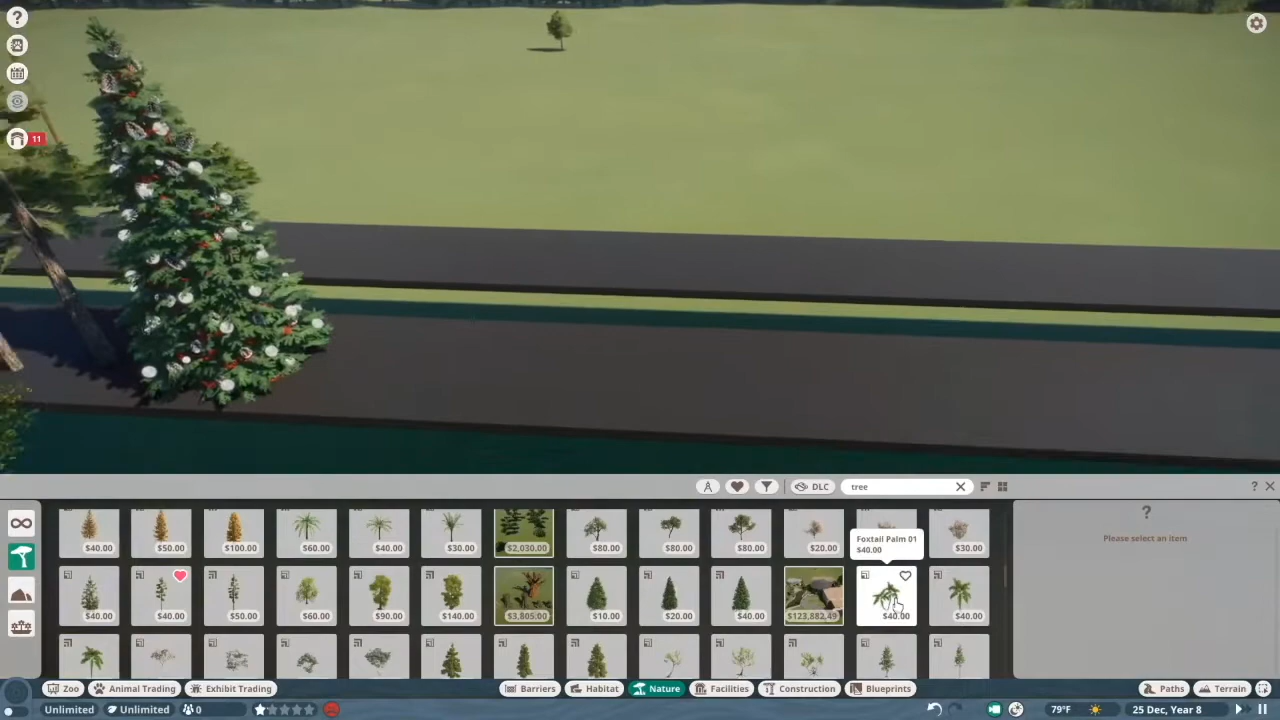 ?
11
DLC
tree
? X
$40.00
$50.00
$100.00
$60.00
$40.00
$30.00
$2,030.00
$80.00
$80.00
$80.00
$20.00
$30.00
Foxtail Palm 01
$40.00
$40.00
$40.00
$50.00
$60.00
$90.00
$140.00
$3,805.00
$10.00
$20.00
$40.00
$123,882.49
$40.00
$40.00
?
Please select an item
Zoo
Animal Trading
Exhibit Trading
Barriers
Habitat
Nature
Facilities
Construction
Blueprints
Paths
Terrain
Unlimited
Unlimited
0
79°F
25 Dec, Year 8